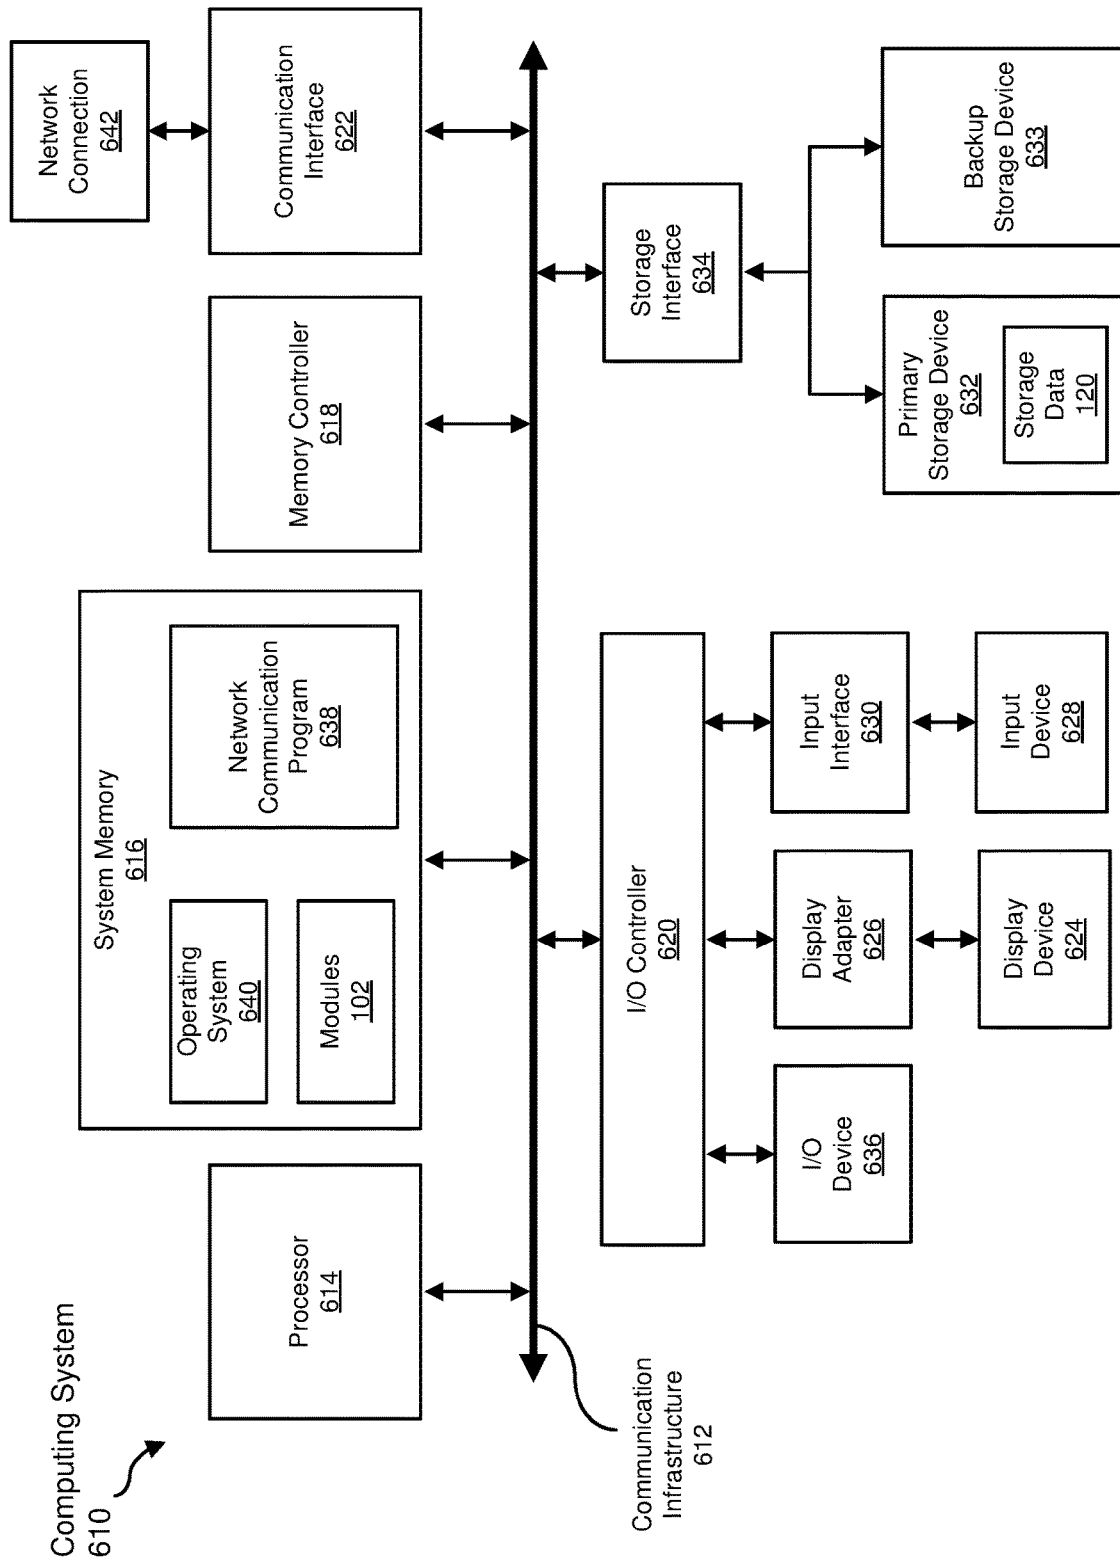 Computing System
610
Processor
614
System Memory
616
Operating
System
640
Modules
102
Network
Communication
Program
638
Memory Controller
618
Communication
Interface
622
Network
Connection
642
Communication
Infrastructure
612
I/O Controller
620
I/O
Device
636
Display
Adapter
626
Input
Interface
630
Display
Device
624
Input
Device
628
Storage
Interface
634
Primary
Storage Device
632
Storage
Data
120
Backup
Storage Device
633